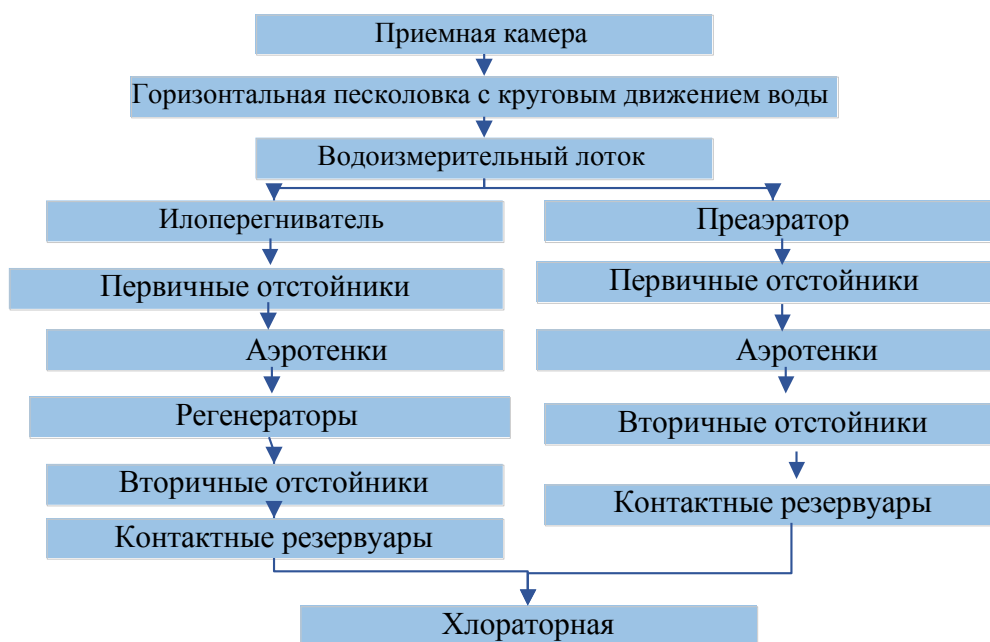 Приемная камера
Горизонтальная песколовка с круговым движением воды
Водоизмерительный лоток
Илоперегниватель
Первичные отстойники
Аэротенки
Регенераторы
Вторичные отстойники
Контактные резервуары
Преаэратор
Первичные отстойники
Аэротенки
Вторичные отстойники
Контактные резервуары
Хлораторная